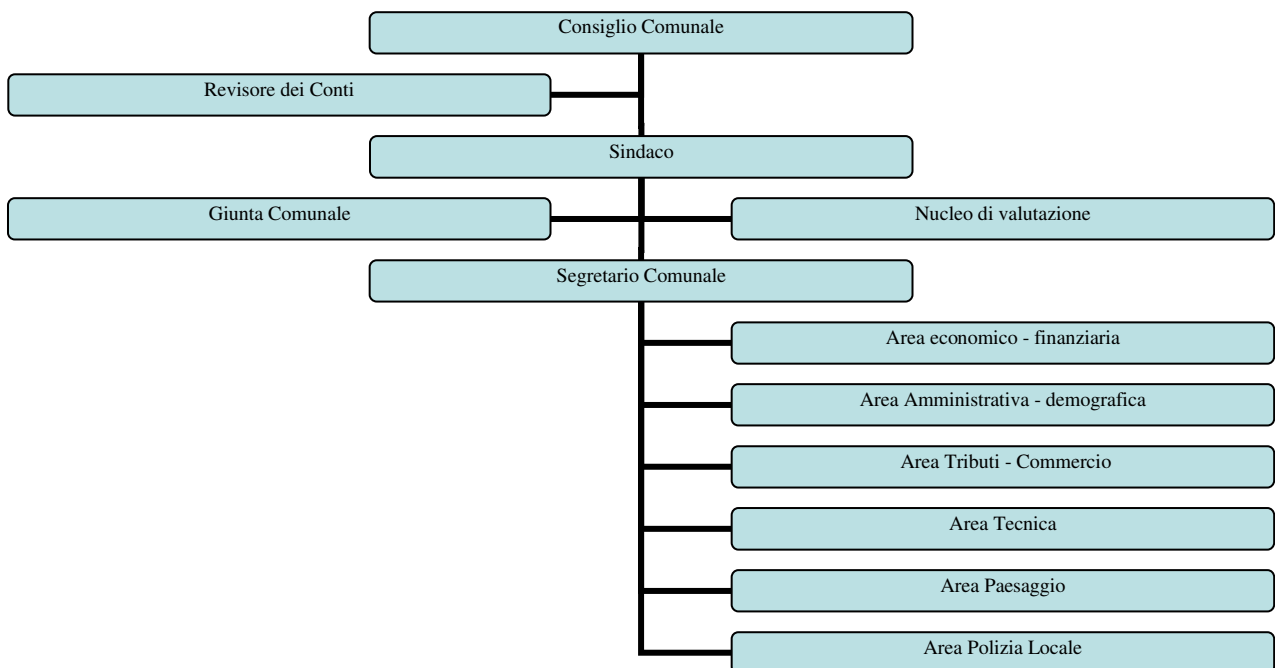 Consiglio Comunale
Revisore dei Conti
Sindaco
Giunta Comunale
Nucleo di valutazione
Segretario Comunale
Area economico - finanziaria
Area Amministrativa - demografica
Area Tributi - Commercio
Area Tecnica
Area Paesaggio
Area Polizia Locale